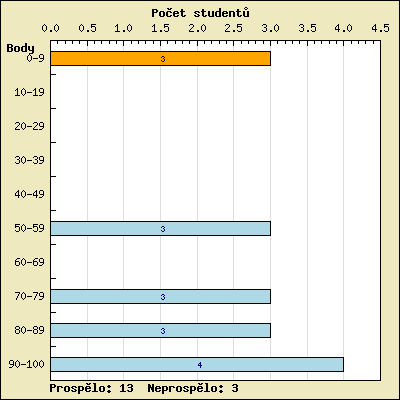 Počet studentů
0.0 0.5 1.0 1.5 2.0 2.5 3.0 3.5 4.0 4.5
Body
0-9 3
10-19
20-29
30-39
40-49
50-59 3
60-69
70-79 3
80-89 3
90-100 4
Prospělo: 13 Neprospělo: 3